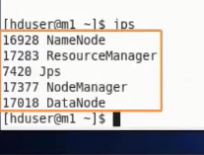 [hduser@m1 ~]$ jps
16928 NameNode
17283 ResourceManager
7420 Jps
17377 NodeManager
17018 DataNode
[hduser@m1 ~]$